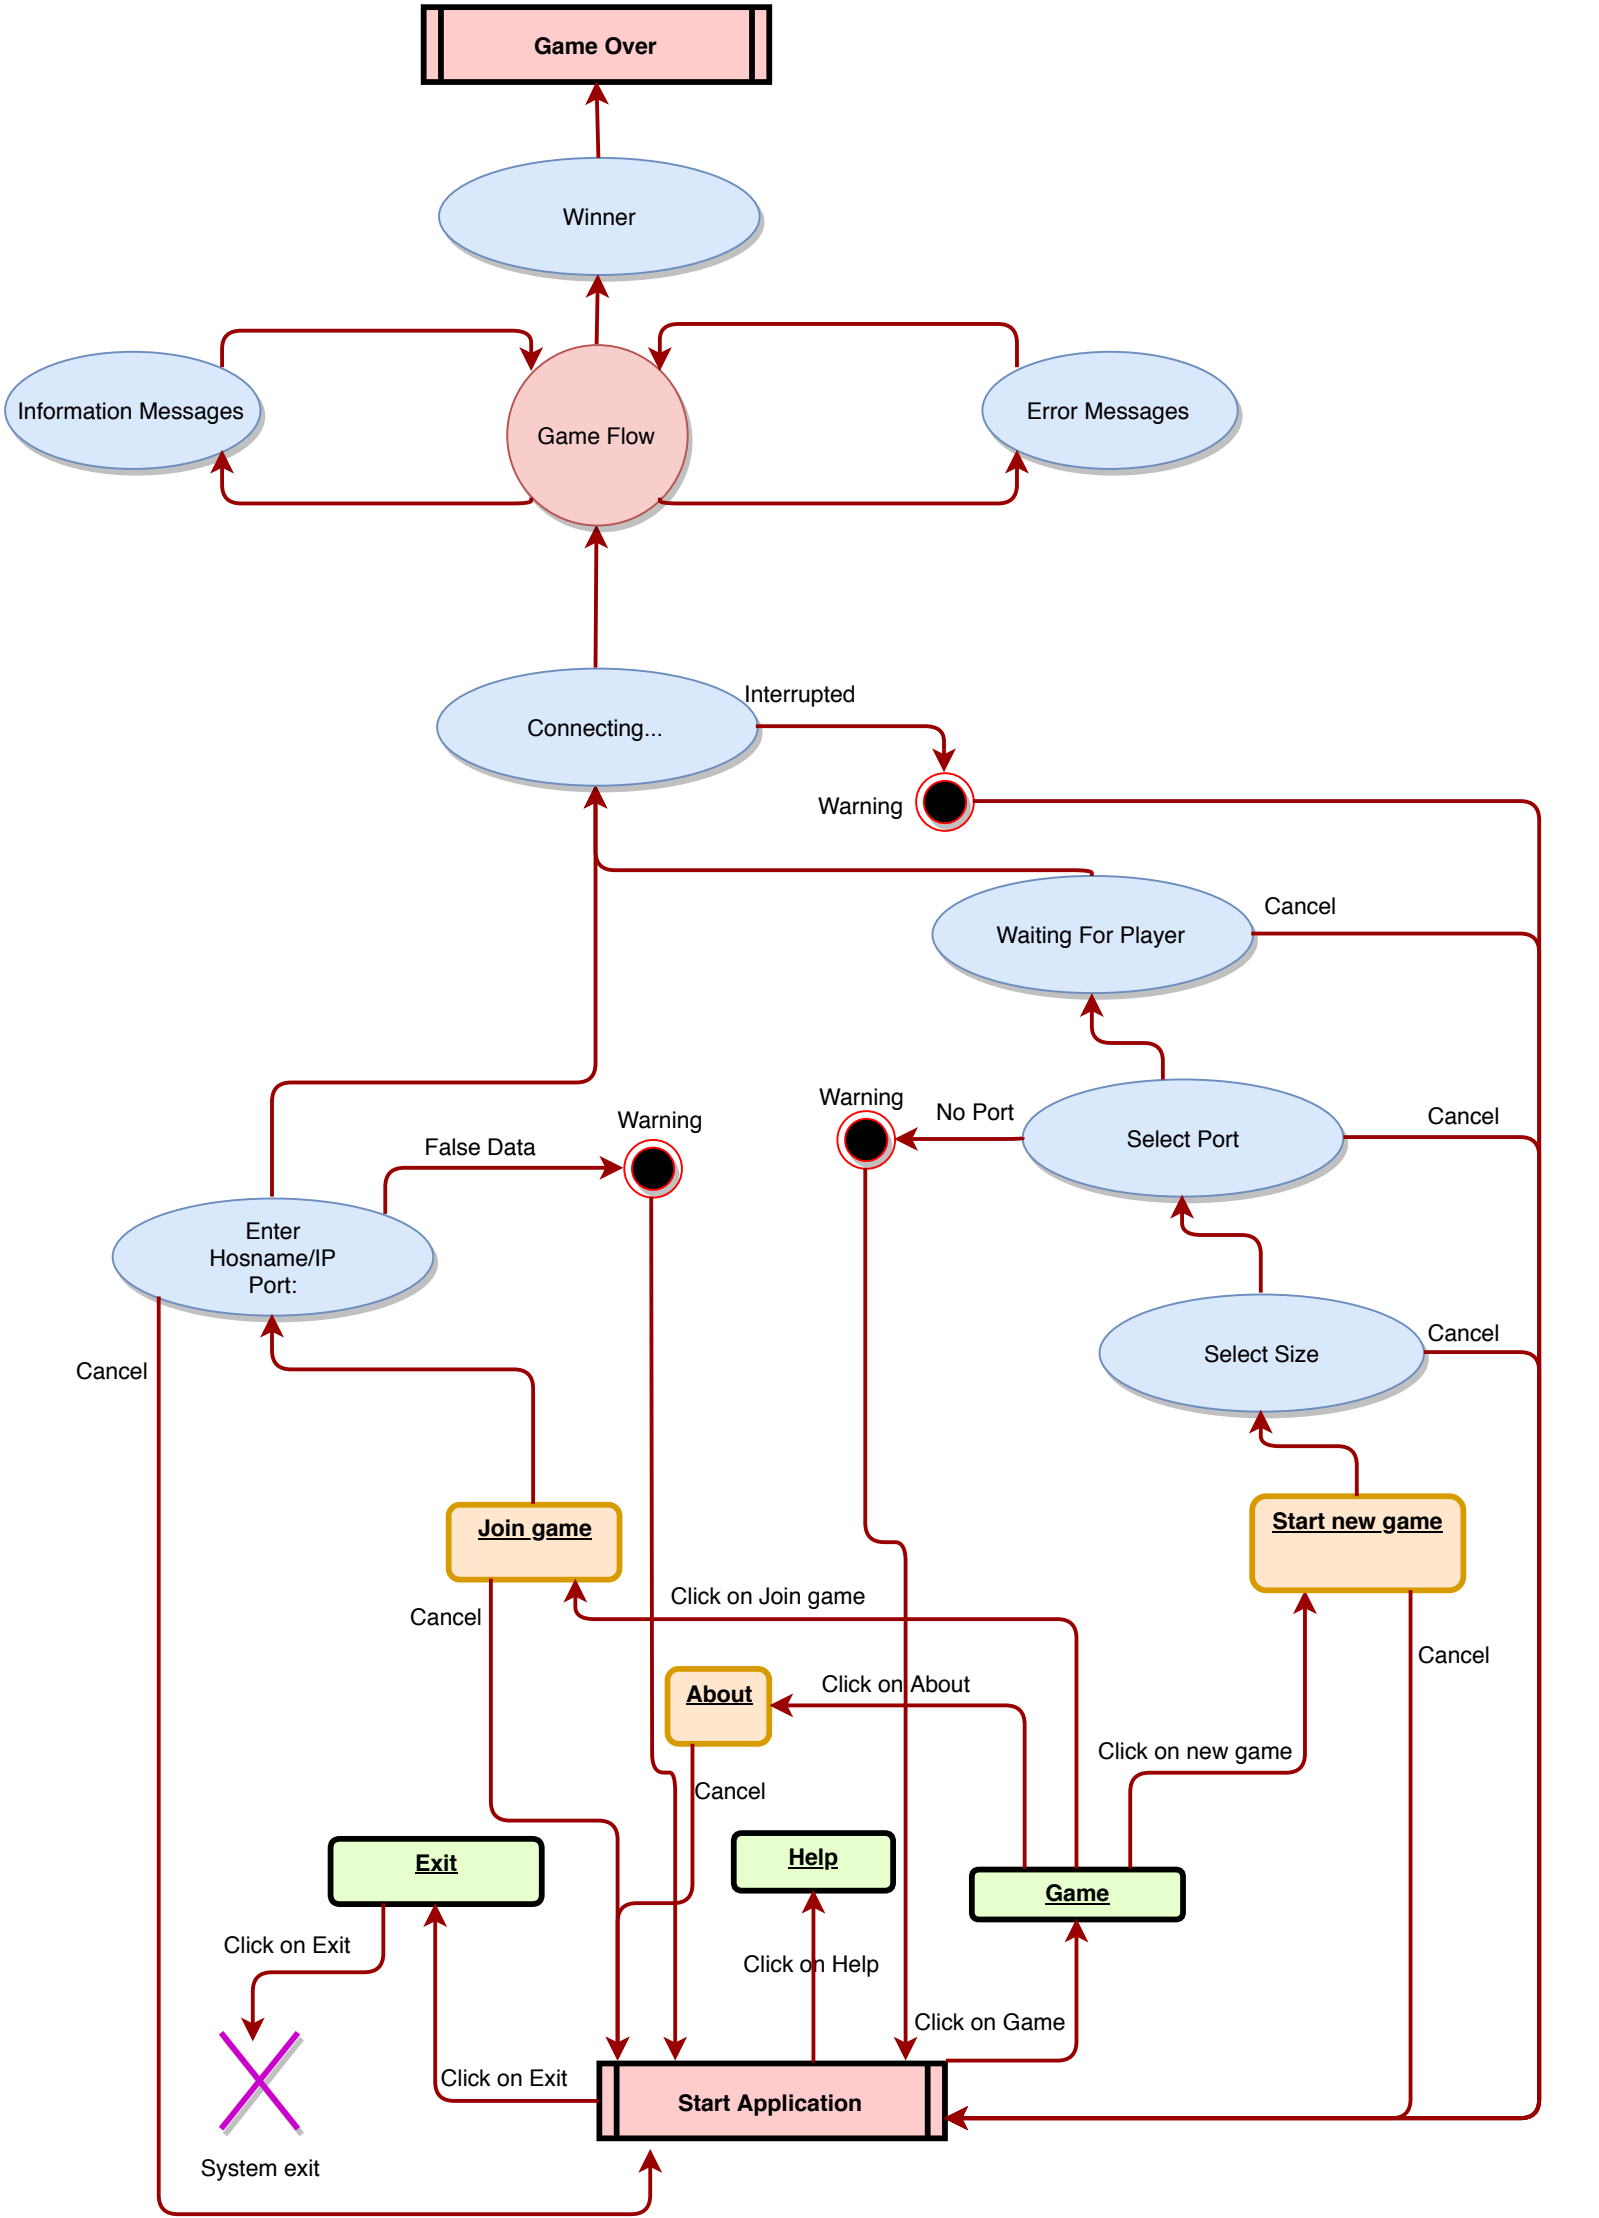 Game Over
Winner
Information Messages
Game Flow
Error Messages
Interrupted
Connecting...
Warning
Cancel
Waiting For Player
Warning
No Port
Cancel
Warning
False Data
Select Port
Enter
Hosname/IP
Port:
Cancel
Select Size
Cancel
Join game
Start new game
Click on Join game
Cancel
Cancel
About
Click on About
Click on new game
Cancel
Exit
Help
Game
Click on Exit
Click on Help
Click on Game
Click on Exit
Start Application
System exit